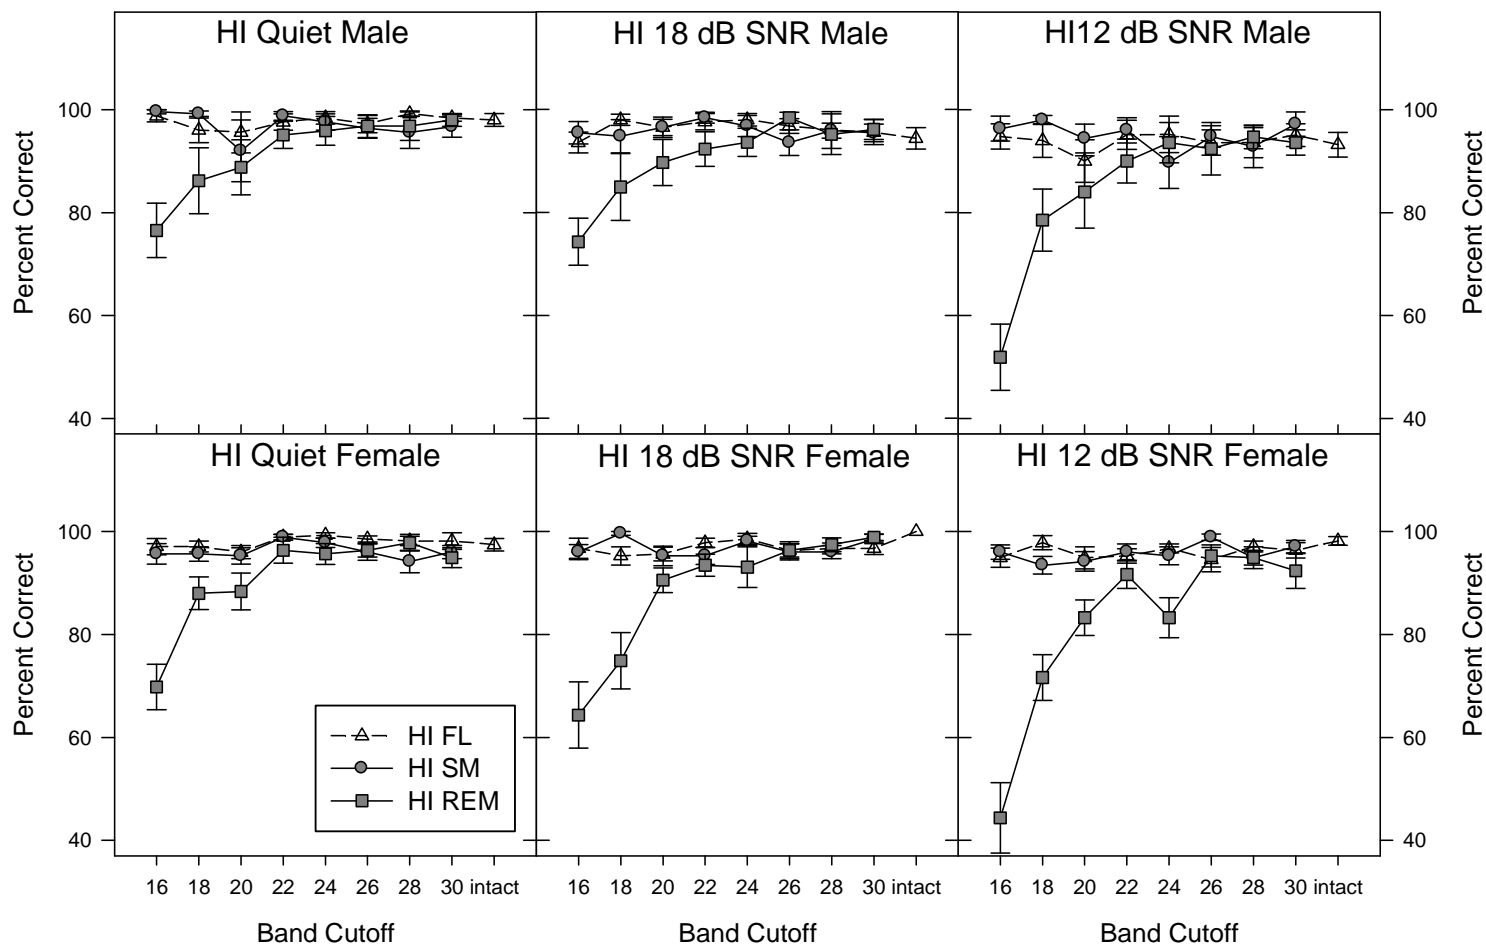 HI Quiet Male
HI 18 dB SNR Male
HI12 dB SNR Male
Percent Correct
100
80
60
40
100
80
60
40
Percent Correct
HI Quiet Female
HI 18 dB SNR Female
HI 12 dB SNR Female
Percent Correct
100
80
60
40
HI FL
HI SM
HI REM
100
80
60
40
Percent Correct
16 18 20 22 24 26 28 30 intact
16 18 20 22 24 26 28 30 intact
16 18 20 22 24 26 28 30 intact
Band Cutoff
Band Cutoff
Band Cutoff